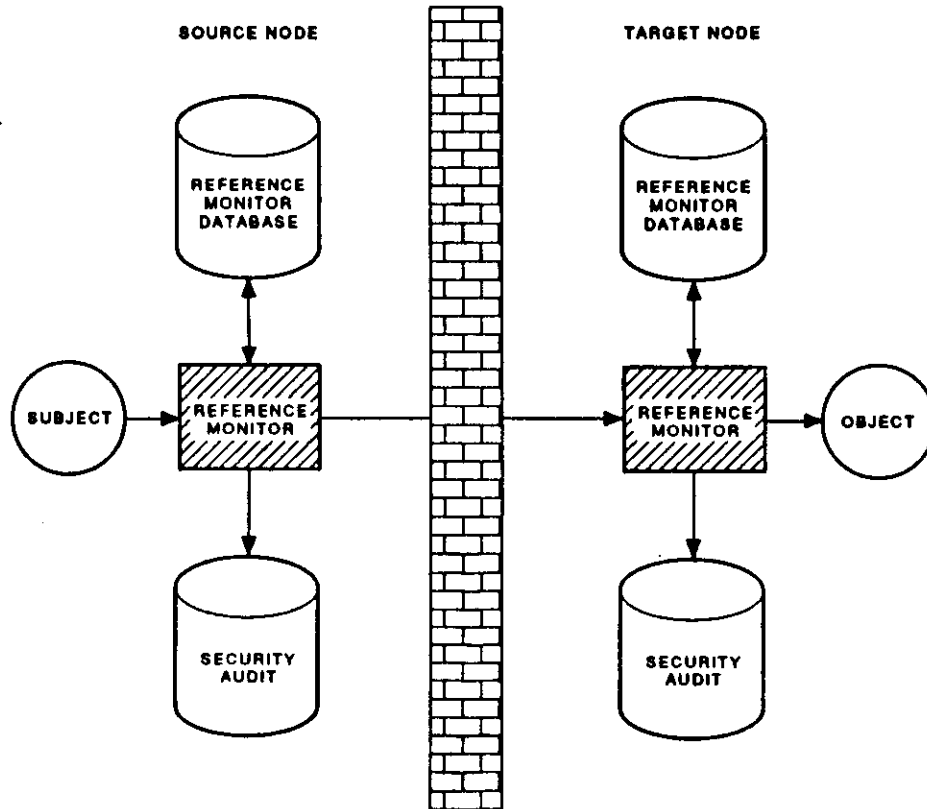 SOURCE NODE
TARGET NODE
REFERENCE
MONITOR
DATABASE
REFERENCE
MONITOR
DATABASE
SUBJECT
REFERENCE
MONITOR
REFERENCE
MONITOR
OBJECT
SECURITY
AUDIT
SECURITY
AUDIT